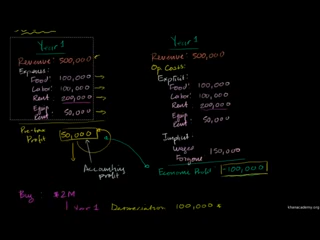 Year 1
Revenue: 500,000
Expenses:
Food: 100,000
Labor: 100,000
Rent 200,000
Equip Rent: 50,000
Pre-tax Profit 50,000
Accounting profit
Buy : $2M
Year 1 Depreciation 100,000
Year 1
Revenue: 500,000
Op Costs:
Explicit:
Food: 100,000
Labor: 100,000
Rent 200,000
Equip Rent: 50,000
Implicit:
Wages Forgone 150,000
Economic Profit: -100,000
khanacademy.org